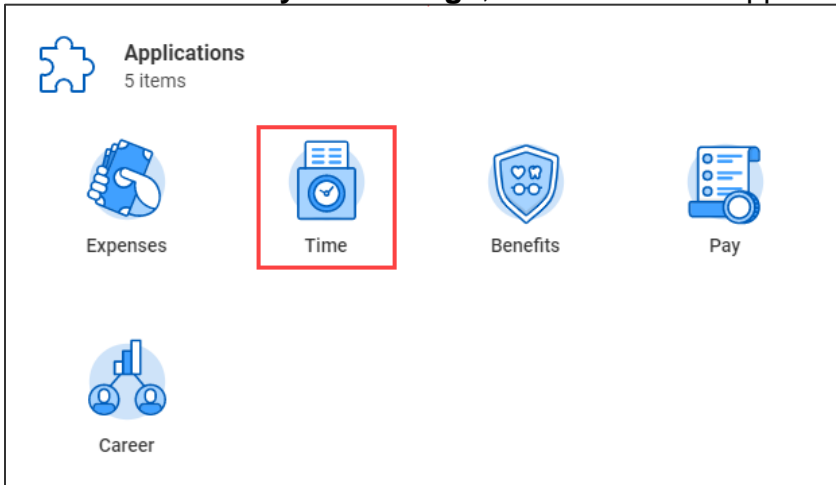 Applications
5 items
Expenses
Time
Benefits
Pay
Career